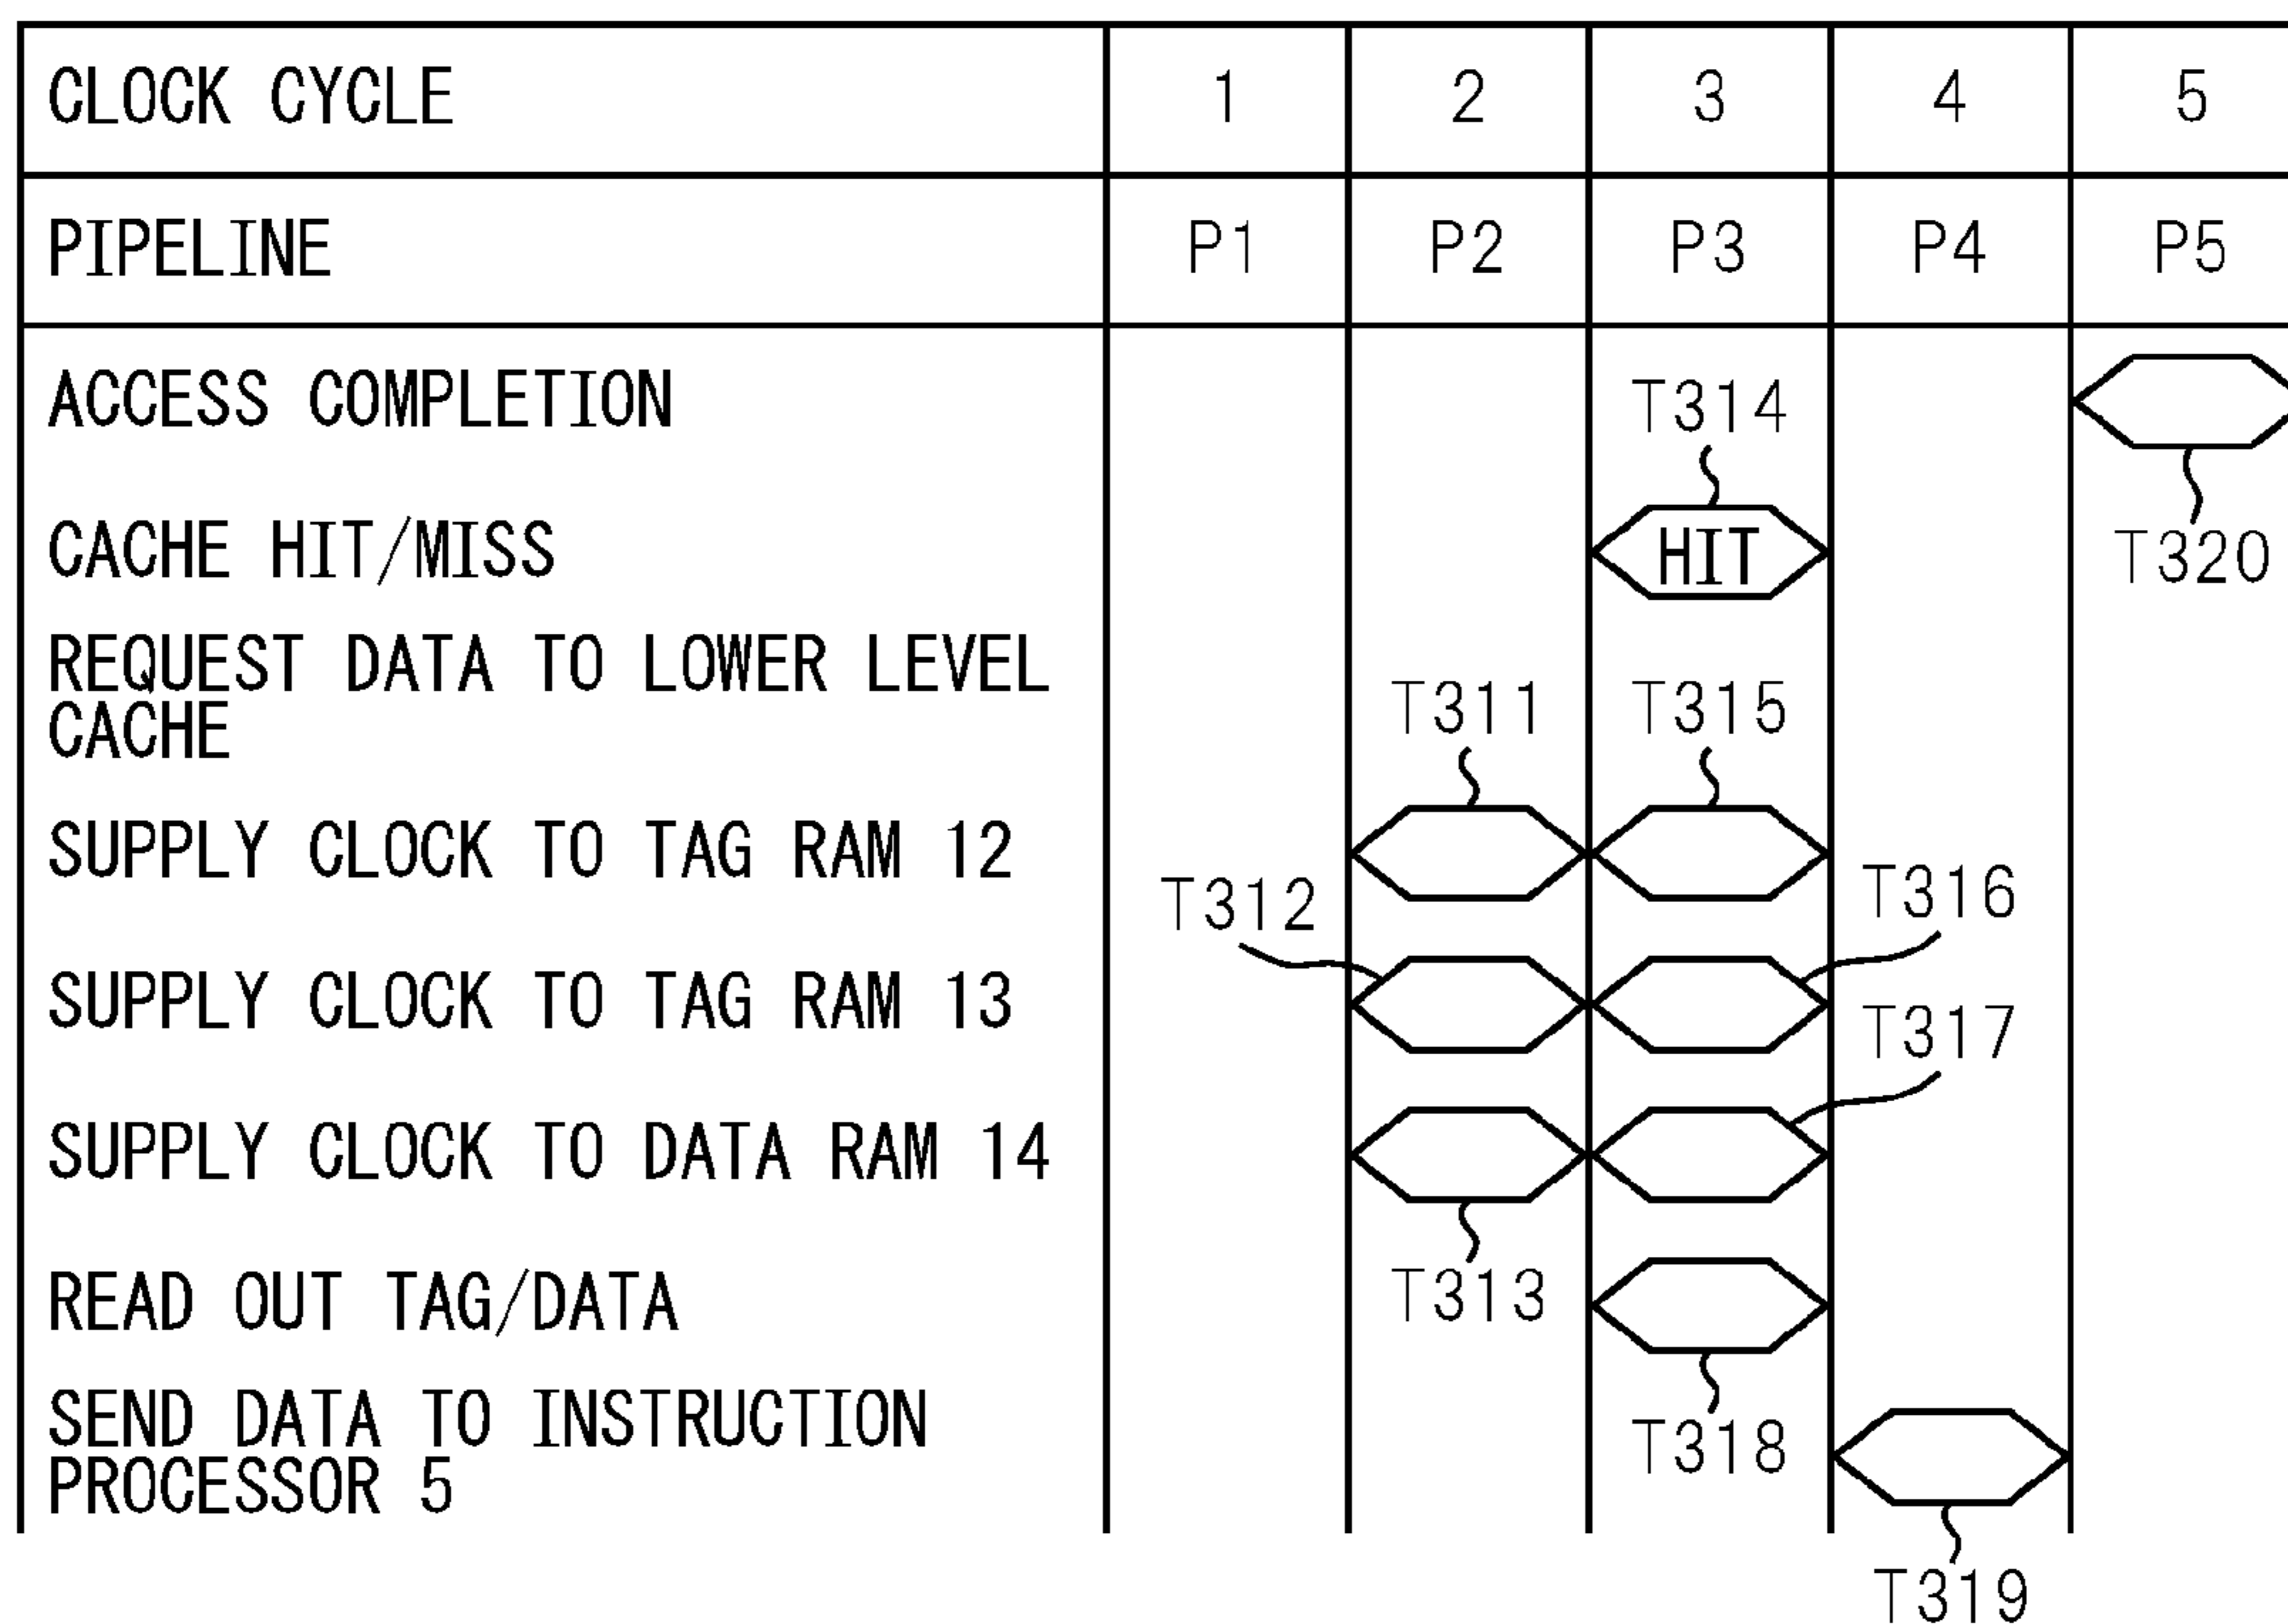 CLOCK CYCLE 1 2 3 4 5
PIPELINE P1 P2 P3 P4 P5
ACCESS COMPLETION
T314
CACHE HIT/MISS HIT T320
REQUEST DATA TO LOWER LEVEL
CACHE
T311 T315
SUPPLY CLOCK TO TAG RAM 12
T312 T316
SUPPLY CLOCK TO TAG RAM 13
T317
SUPPLY CLOCK TO DATA RAM 14
READ OUT TAG/DATA T313
SEND DATA TO INSTRUCTION
PROCESSOR 5
T318
T319